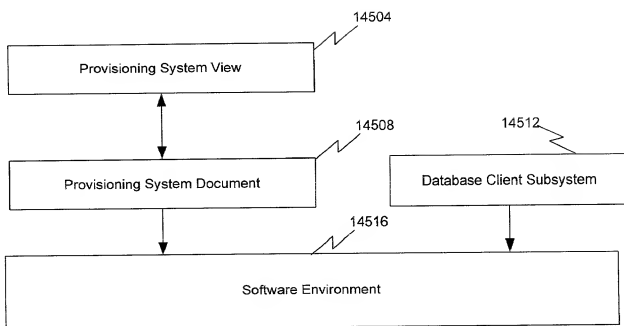 14504
Provisioning System View
14508
14512
Provisioning System Document
Database Client Subsystem
14516
Software Environment